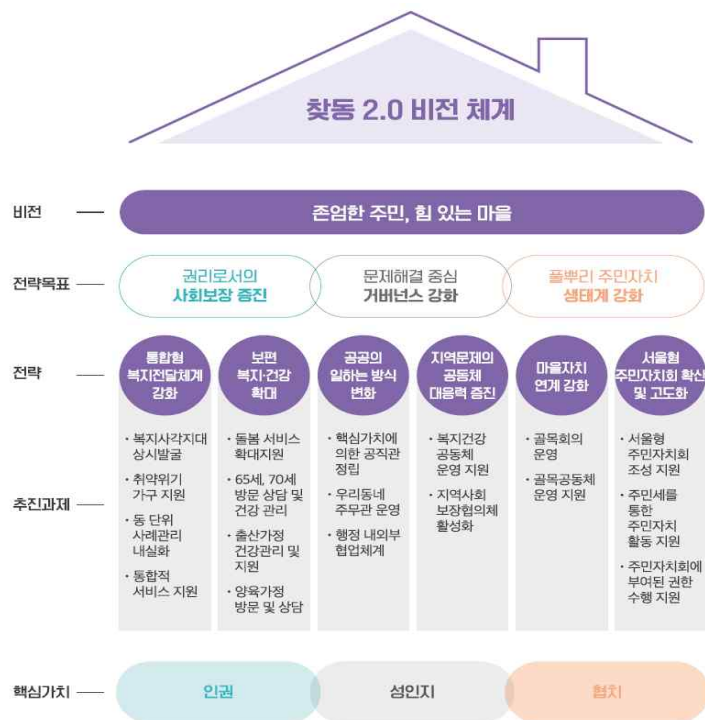 찾동 2.0 비전 체계
비전
존엄한 주민, 힘 있는 마을
전략목표
권리로서의
사회보장 증진
문제해결 중심
거버넌스 강화
풀뿌리 주민자치
생태계 강화
전략
통합형
복지전달체계
강화
보편
복지·건강
확대
공공의
일하는 방식
변화
지역문제의
공동체
대응력 증진
마을자치
연계 강화
서울형
주민자치회 확산
및 고도화
추진과제
· 복지사각지대
상시발굴
· 취약위기
가구 지원
· 동 단위
사례관리
내실화
· 통합적
서비스 지원
· 돌봄 서비스
확대지원
· 65세, 70세
방문 상담 및
건강 관리
· 출산가정
건강관리 및
지원
· 양육가정
방문 및 상담
· 핵심가치에
의한 공직관
정립
· 우리동네
주무관 운영
· 행정 내외부
협업체계
· 복지건강
공동체
운영 지원
· 지역사회
보장협의체
활성화
· 골목회의
운영
· 골목공동체
운영 지원
· 서울형
주민자치회
조성 지원
· 주민세를
통한
주민자치
활동 지원
· 주민자치회에
부여된 권한
수행 지원
핵심가치
인권
성인지
협치